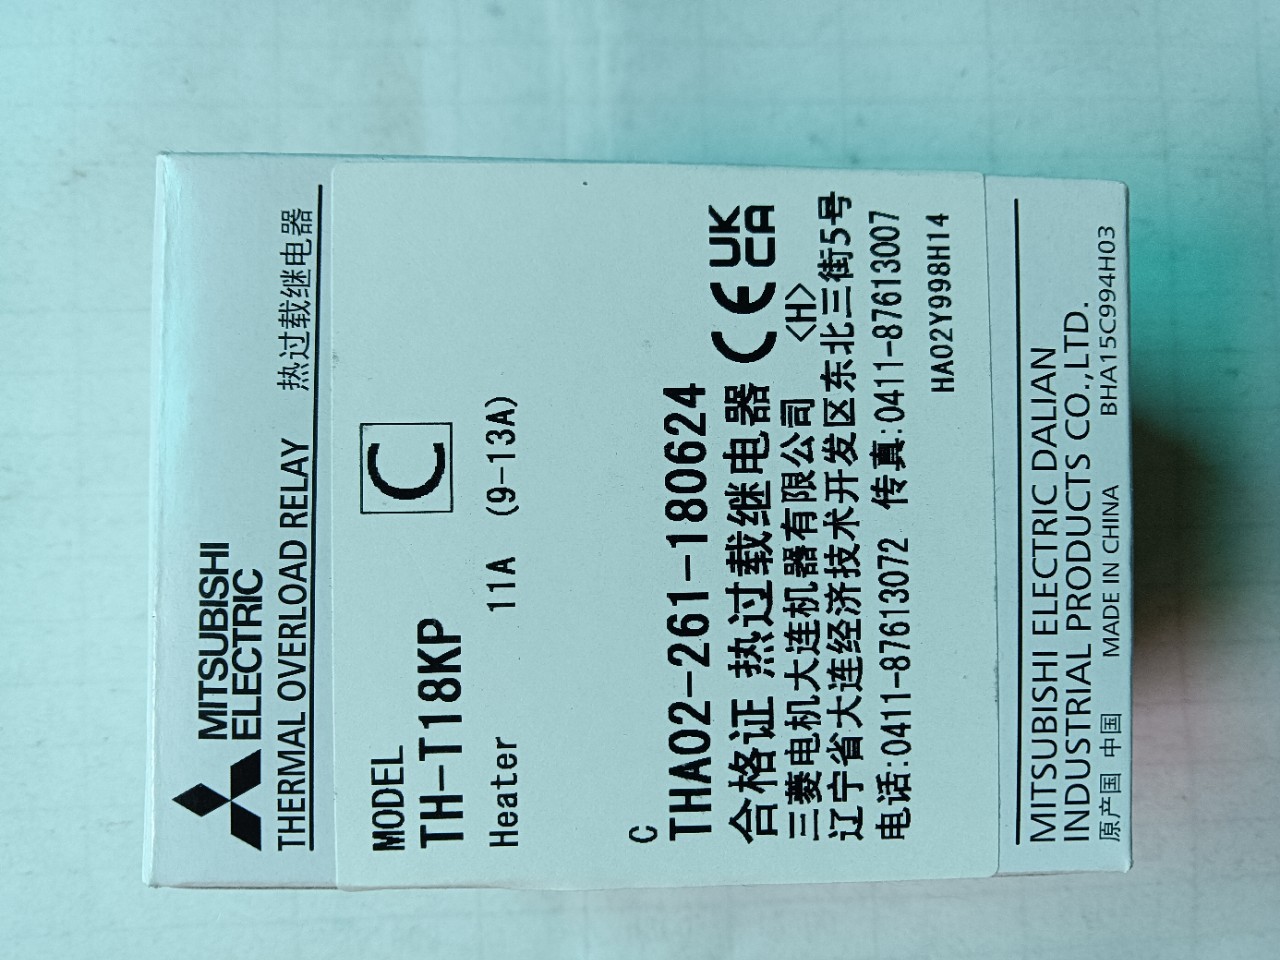 MITSUBISHI
ELECTRIC
THERMAL OVERLOAD RELAY 热过载继电器
MODEL
TH-T18KP C
Heater 11A (9-13A)
C
THA02-261-180624
合格证 热过载继电器 CE UKCA
三菱电机大连机器有限公司 <H>
辽宁省大连经济技术开发区东北三街5号
电话:0411-87613072 传真:0411-87613007
HA02Y998H14
MITSUBISHI ELECTRIC DALIAN
INDUSTRIAL PRODUCTS CO.,LTD.
原产国 中国 MADE IN CHINA BHA15C994H03